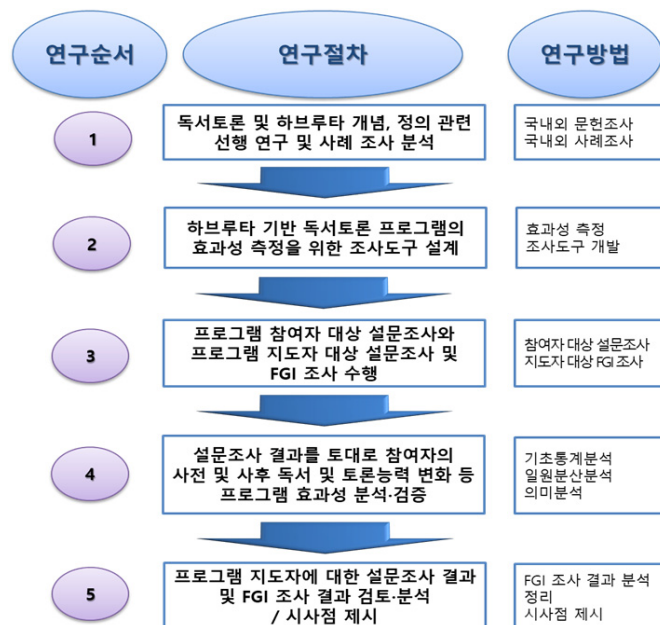 연구순서
연구절차
연구방법
1
독서토론 및 하브루타 개념, 정의 관련
선행 연구 및 사례 조사 분석
국내외 문헌조사
국내외 사례조사
2
하브루타 기반 독서토론 프로그램의
효과성 측정을 위한 조사도구 설계
효과성 측정
조사도구 개발
3
프로그램 참여자 대상 설문조사와
프로그램 지도자 대상 설문조사 및
FGI 조사 수행
참여자 대상 설문조사
지도자 대상 FGI 조사
4
설문조사 결과를 토대로 참여자의
사전 및 사후 독서 및 토론능력 변화 등
프로그램 효과성 분석·검증
기초통계분석
일원분산분석
의미분석
5
프로그램 지도자에 대한 설문조사 결과
및 FGI 조사 결과 검토·분석
/ 시사점 제시
FGI 조사 결과 분석
정리
시사점 제시